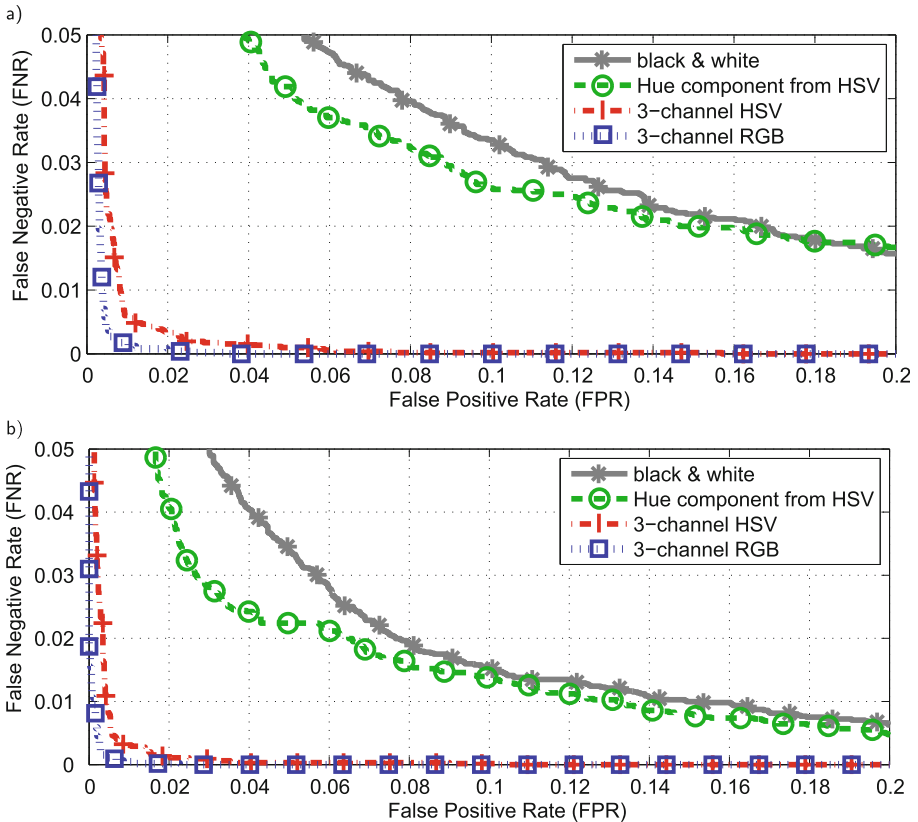 a)
0.05
0.04
0.03
0.02
0.01
0
False Negative Rate (FNR)
black & white
Hue component from HSV
3-channel HSV
3-channel RGB
0 0.02 0.04 0.06 0.08 0.1 0.12 0.14 0.16 0.18 0.2
False Positive Rate (FPR)
b)
0.05
0.04
0.03
0.02
0.01
0
False Negative Rate (FNR)
black & white
Hue component from HSV
3-channel HSV
3-channel RGB
0 0.02 0.04 0.06 0.08 0.1 0.12 0.14 0.16 0.18 0.2
False Positive Rate (FPR)